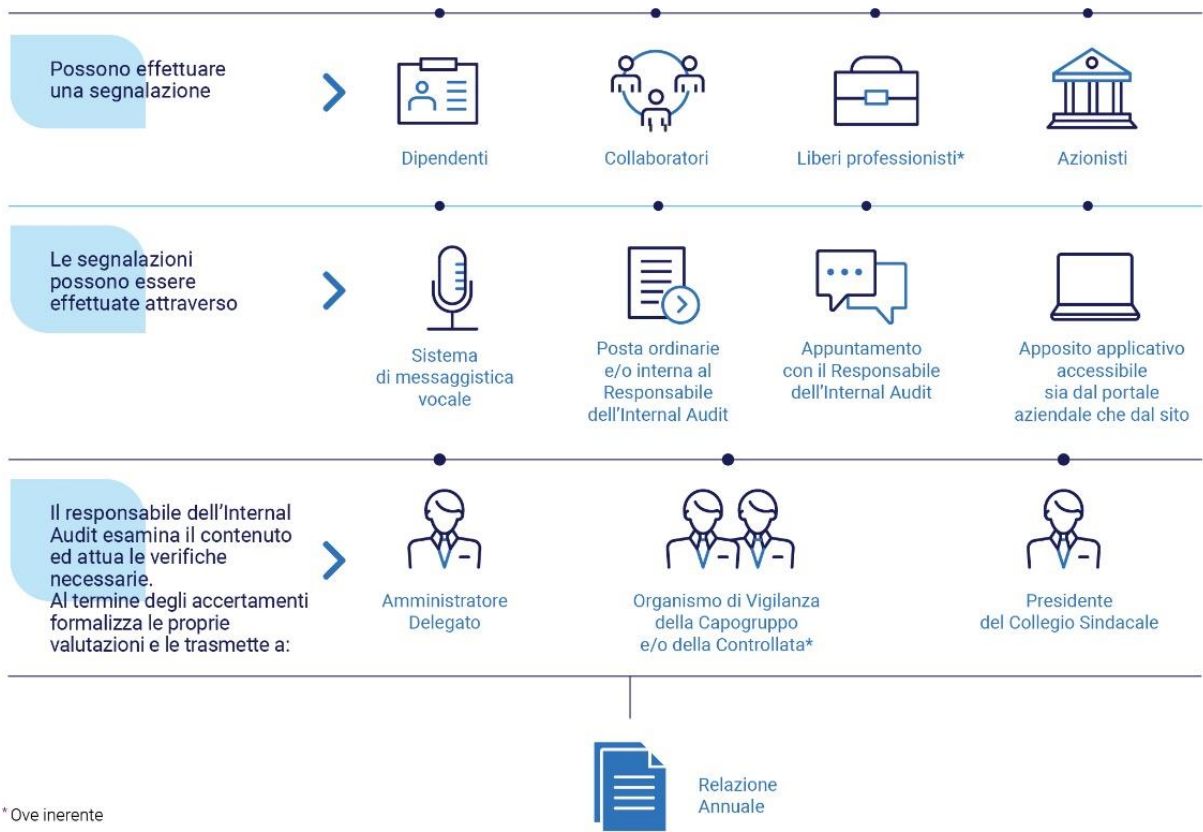 Possono effettuare
una segnalazione
Dipendenti
Collaboratori
Liberi professionisti*
Azionisti
Le segnalazioni
possono essere
effettuate attraverso
Sistema
di messaggistica
vocale
Posta ordinarie
e/o interna al
Responsabile
dell'Internal Audit
Appuntamento
con il Responsabile
dell'Internal Audit
Apposito applicativo
accessibile
sia dal portale
aziendale che dal sito
Il responsabile dell'Internal
Audit esamina il contenuto
ed attua le verifiche
necessarie.
Al termine degli accertamenti
formalizza le proprie
valutazioni e le trasmette a:
Amministratore
Delegato
Organismo di Vigilanza
della Capogruppo
e/o della Controllata*
Presidente
del Collegio Sindacale
Relazione
Annuale
* Ove inerente